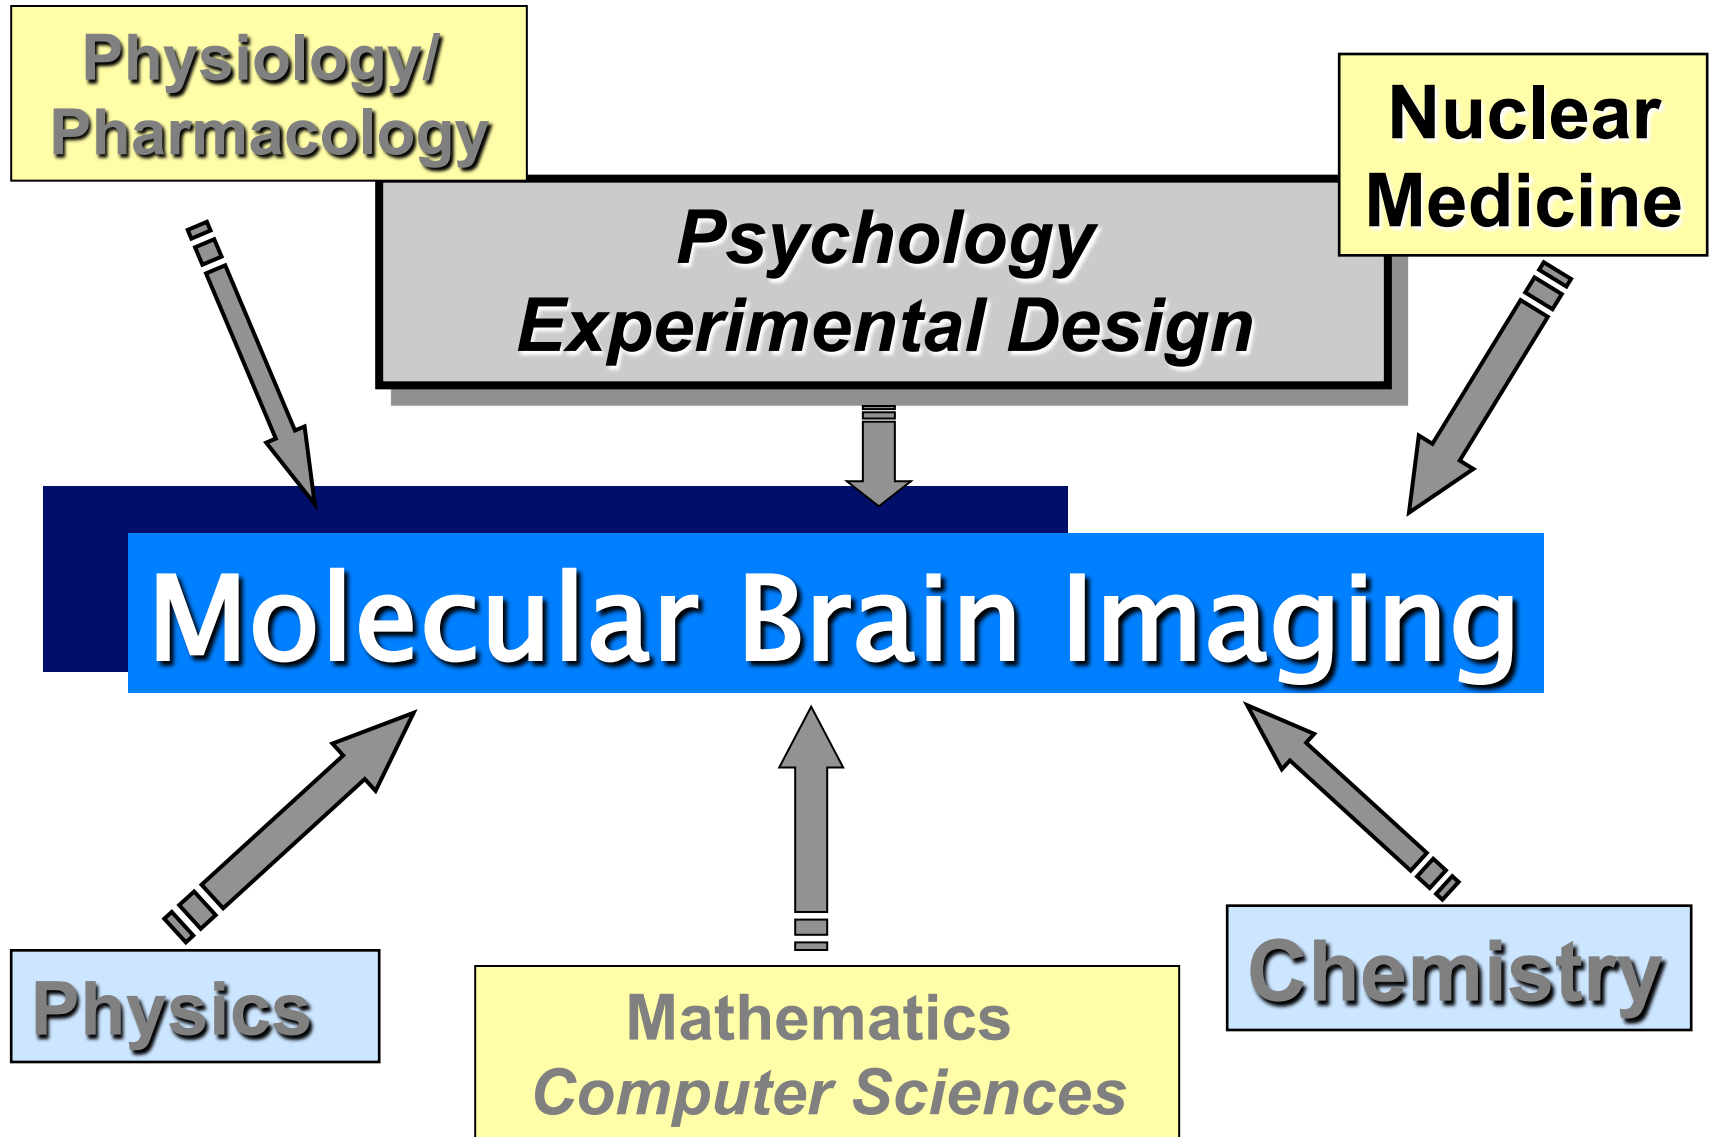 Physiology/
Pharmacology
Nuclear
Medicine
Psychology
Experimental Design
Molecular Brain Imaging
Physics
Mathematics
Computer Sciences
Chemistry